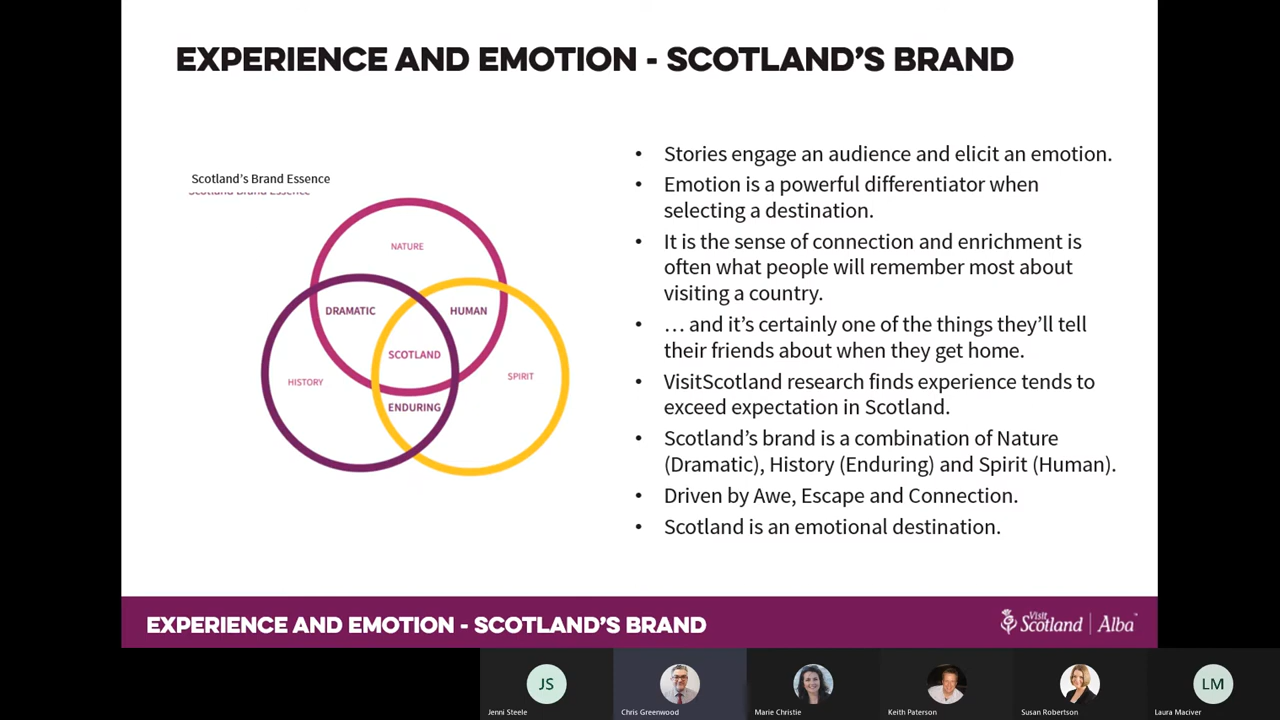 EXPERIENCE AND EMOTION - SCOTLAND'S BRAND
Scotland's Brand Essence
Scotland Brand Essence
NATURE
DRAMATIC
HUMAN
SCOTLAND
HISTORY
SPIRIT
ENDURING
• Stories engage an audience and elicit an emotion.
• Emotion is a powerful differentiator when
selecting a destination.
• It is the sense of connection and enrichment is
often what people will remember most about
visiting a country.
• … and it's certainly one of the things they'll tell
their friends about when they get home.
• VisitScotland research finds experience tends to
exceed expectation in Scotland.
• Scotland's brand is a combination of Nature
(Dramatic), History (Enduring) and Spirit (Human).
• Driven by Awe, Escape and Connection.
• Scotland is an emotional destination.
EXPERIENCE AND EMOTION - SCOTLAND'S BRAND
Visit
Scotland | Alba™
JS
LM
Jenni Steele
Chris Greenwood
Marie Christie
Keith Paterson
Susan Robertson
Laura Maciver